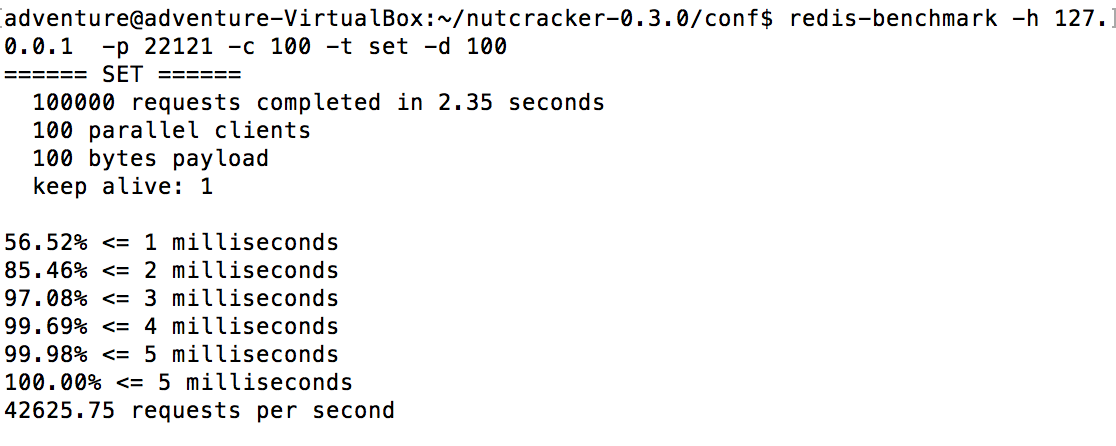 adventure@adventure-VirtualBox:~/nutcracker-0.3.0/conf$ redis-benchmark -h 127.
0.0.1  -p 22121 -c 100 -t set -d 100
====== SET ======
  100000 requests completed in 2.35 seconds
  100 parallel clients
  100 bytes payload
  keep alive: 1

56.52% <= 1 milliseconds
85.46% <= 2 milliseconds
97.08% <= 3 milliseconds
99.69% <= 4 milliseconds
99.98% <= 5 milliseconds
100.00% <= 5 milliseconds
42625.75 requests per second